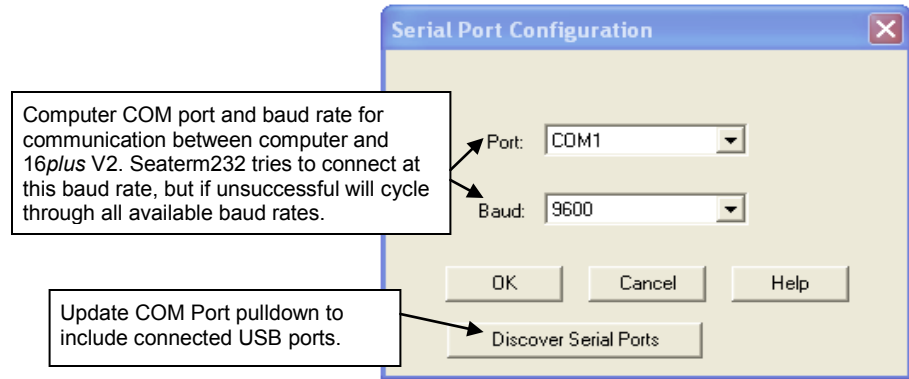 Serial Port Configuration
Computer COM port and baud rate for
communication between computer and
16plus V2. Seaterm232 tries to connect at
this baud rate, but if unsuccessful will cycle
through all available baud rates.
Port: COM1
Baud: 9600
OK Cancel Help
Update COM Port pulldown to
include connected USB ports.
Discover Serial Ports